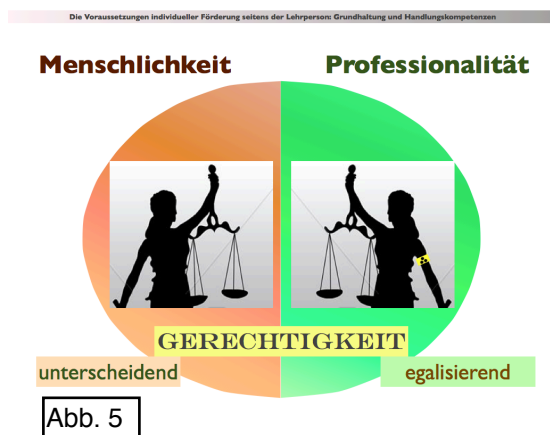 Die Voraussetzungen individueller Förderung seitens der Lehrperson: Grundhaltung und Handlungskompetenzen
Menschlichkeit Professionalität
GERECHTIGKEIT
unterscheidend egalisierend
Abb. 5